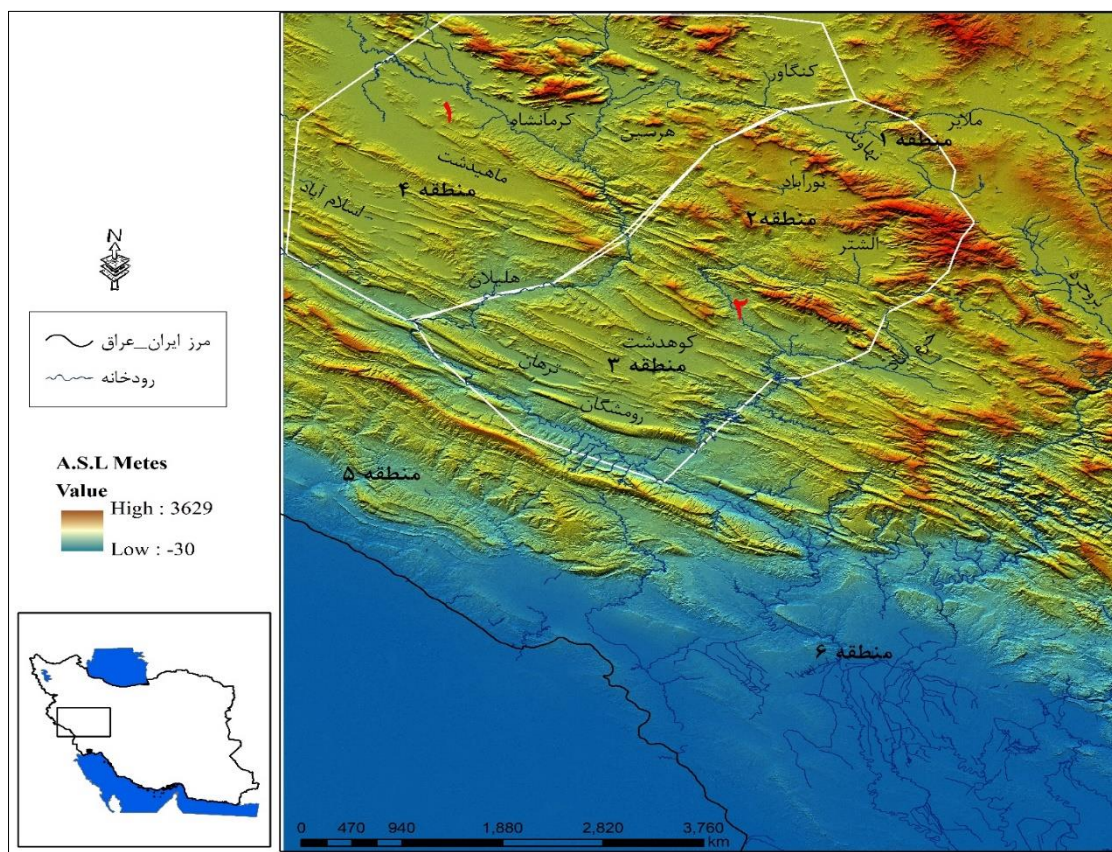 کنگاور
ملایر
۱
کرمانشاه
هرسین
منطقه ۱
نهاوند
ماهیدشت
نورآباد
منطقه ۴
منطقه ۲
اسلام آباد
الشتر
بروجرد
N
هلیلان
۲
مرز ایران_عراق
رودخانه
کوهدشت
منطقه ۳
ترهان
رومشگان
A.S.L Metes
Value
High : 3629
Low : -30
منطقه ۵
منطقه ۶
0 470 940 1,880 2,820 3,760
km